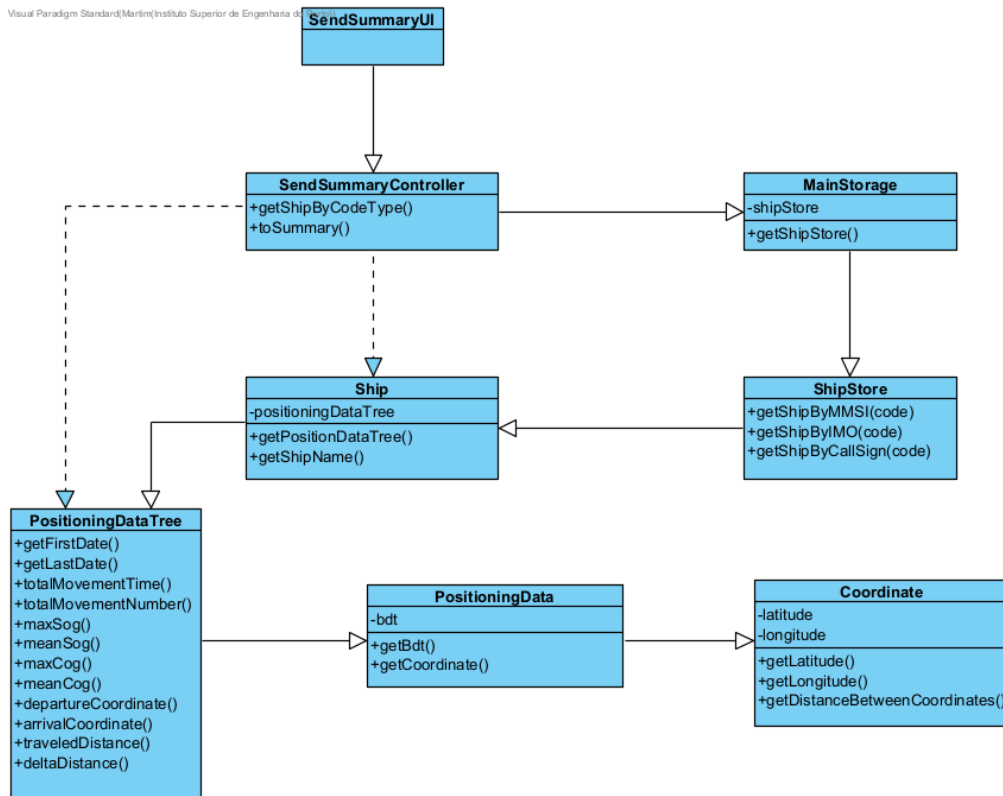 Visual Paradigm Standard(Martim(Instituto Superior de Engenharia do Porto))
SendSummaryUI
SendSummaryController
+getShipByCodeType()
+toSummary()
MainStorage
-shipStore
+getShipStore()
Ship
-positioningDataTree
+getPositionDataTree()
+getShipName()
ShipStore
+getShipByMMSI(code)
+getShipByIMO(code)
+getShipByCallSign(code)
PositioningDataTree
+getFirstDate()
+getLastDate()
+totalMovementTime()
+totalMovementNumber()
+maxSog()
+meanSog()
+maxCog()
+meanCog()
+departureCoordinate()
+arrivalCoordinate()
+traveledDistance()
+deltaDistance()
PositioningData
-bdt
+getBdt()
+getCoordinate()
Coordinate
-latitude
-longitude
+getLatitude()
+getLongitude()
+getDistanceBetweenCoordinates()